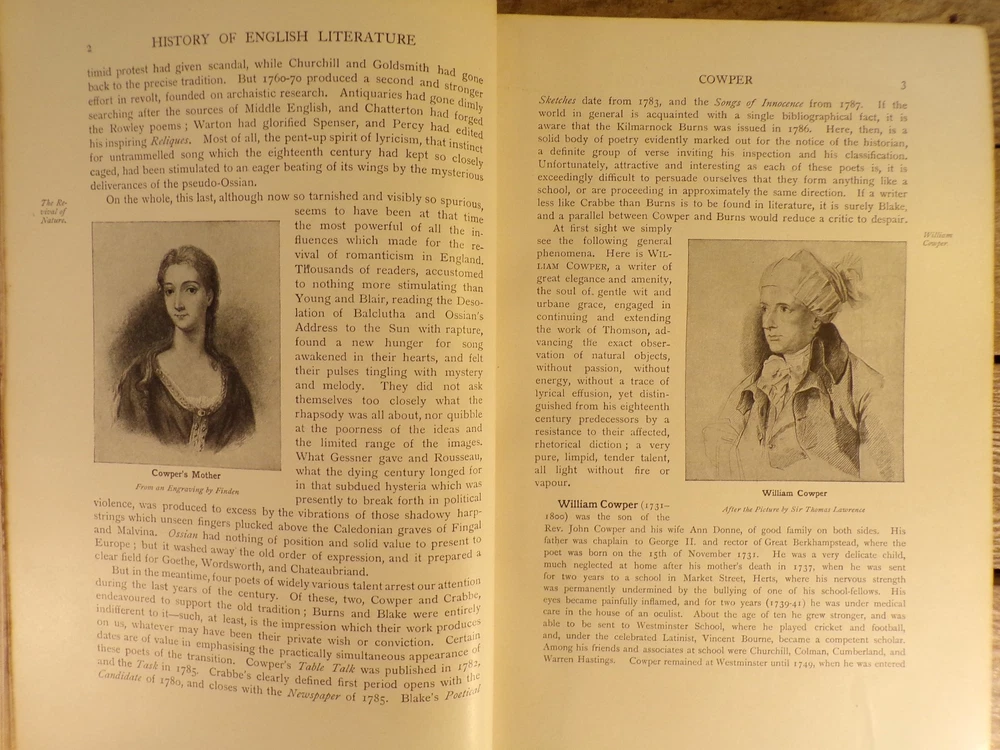 2
HISTORY OF ENGLISH LITERATURE
timid protest had given scandal, while Churchill and Goldsmith had gone
back to the precise tradition. But 1760-70 produced a second and stronger
effort in revolt, founded on archaistic research. Antiquaries had gone dimly
searching after the sources of Middle English, and Chatterton had forged
the Rowley poems; Warton had glorified Spenser, and Percy had edited
his inspiring Reliques. Most of all, the pent-up spirit of lyricism, that instinct
for untrammelled song which the eighteenth century had kept so closely
caged, had been stimulated to an eager beating of its wings by the mysterious
deliverances of the pseudo-Ossian.
The Re-
vival of
Nature.
On the whole, this last, although now so tarnished and visibly so spurious,
seems to have been at that time
the most powerful of all the in-
fluences which made for the re-
vival of romanticism in England.
Thousands of readers, accustomed
to nothing more stimulating than
Young and Blair, reading the Deso-
lation of Balclutha and Ossian's
Address to the Sun with rapture,
found a new hunger for song
awakened in their hearts, and felt
their pulses tingling with mystery
and melody. They did not ask
themselves too closely what the
rhapsody was all about, nor quibble
at the poorness of the ideas and
the limited range of the images.
What Gessner gave and Rousseau,
what the dying century longed for
in that subdued hysteria which was
presently to break forth in political
Cowper's Mother
From an Engraving by Finden
violence, was produced to excess by the vibrations of those shadowy harp-
strings which unseen fingers plucked above the Caledonian graves of Fingal
and Malvina. Ossian had nothing of position and solid value to present to
Europe; but it washed away the old order of expression, and it prepared a
clear field for Goethe, Wordsworth, and Chateaubriand.
But in the meantime, four poets of widely various talent arrest our attention
during the last years of the century. Of these, two, Cowper and Crabbe,
endeavoured to support the old tradition; Burns and Blake were entirely
indifferent to it—such, at least, is the impression which their work produces
on us, whatever may have been their private wish or conviction. Certain
dates are of value in emphasising the practically simultaneous appearance of
these poets of the transition. Cowper's Table Talk was published in 1782,
and the Task in 1785. Crabbe's clearly defined first period opens with the
Candidate of 1780, and closes with the Newspaper of 1785. Blake's Poetical
COWPER
3
Sketches date from 1783, and the Songs of Innocence from 1787. If the
world in general is acquainted with a single bibliographical fact, it is
aware that the Kilmarnock Burns was issued in 1786. Here, then, is a
solid body of poetry evidently marked out for the notice of the historian,
a definite group of verse inviting his inspection and his classification.
Unfortunately, attractive and interesting as each of these poets is, it is
exceedingly difficult to persuade ourselves that they form anything like a
school, or are proceeding in approximately the same direction. If a writer
less like Crabbe than Burns is to be found in literature, it is surely Blake,
and a parallel between Cowper and Burns would reduce a critic to despair.
William
Cowper.
At first sight we simply
see the following general
phenomena. Here is WIL-
LIAM COWPER, a writer of
great elegance and amenity,
the soul of gentle wit and
urbane grace, engaged in
continuing and extending
the work of Thomson, ad-
vancing the exact obser-
vation of natural objects,
without passion, without
energy, without a trace of
lyrical effusion, yet distin-
guished from his eighteenth
century predecessors by a
resistance to their affected,
rhetorical diction; a very
pure, limpid, tender talent,
all light without fire or
vapour.
William Cowper
After the Picture by Sir Thomas Lawrence
William Cowper (1731–
1800) was the son of the
Rev. John Cowper and his wife Ann Donne, of good family on both sides. His
father was chaplain to George II. and rector of Great Berkhampstead, where the
poet was born on the 15th of November 1731. He was a very delicate child,
much neglected at home after his mother's death in 1737, when he was sent
for two years to a school in Market Street, Herts, where his nervous strength
was permanently undermined by the bullying of one of his school-fellows. His
eyes became painfully inflamed, and for two years (1739-41) he was under medical
care in the house of an oculist. About the age of ten he grew stronger, and was
able to be sent to Westminster School, where he played cricket and football,
and, under the celebrated Latinist, Vincent Bourne, became a competent scholar.
Among his friends and associates at school were Churchill, Colman, Cumberland, and
Warren Hastings. Cowper remained at Westminster until 1749, when he was entered